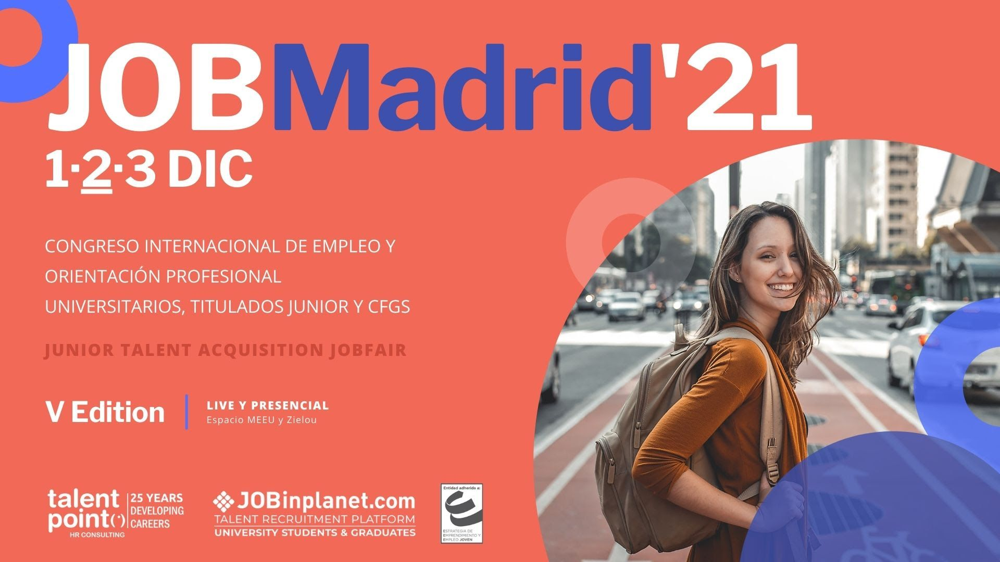 JOBMadrid'21
1·2·3 DIC
CONGRESO INTERNACIONAL DE EMPLEO Y
ORIENTACIÓN PROFESIONAL
UNIVERSITARIOS, TITULADOS JUNIOR Y CFGS
JUNIOR TALENT ACQUISITION JOBFAIR
V Edition
LIVE Y PRESENCIAL
Espacio MEEU y Zielou
talent
point(·)
HR CONSULTING
25 YEARS
DEVELOPING
CAREERS
JOBinplanet.com
TALENT RECRUITMENT PLATFORM
UNIVERSITY STUDENTS & GRADUATES
Entidad adherida a:
ESTRATEGIA DE
EMPRENDIMIENTO Y
EMPLEO JOVEN